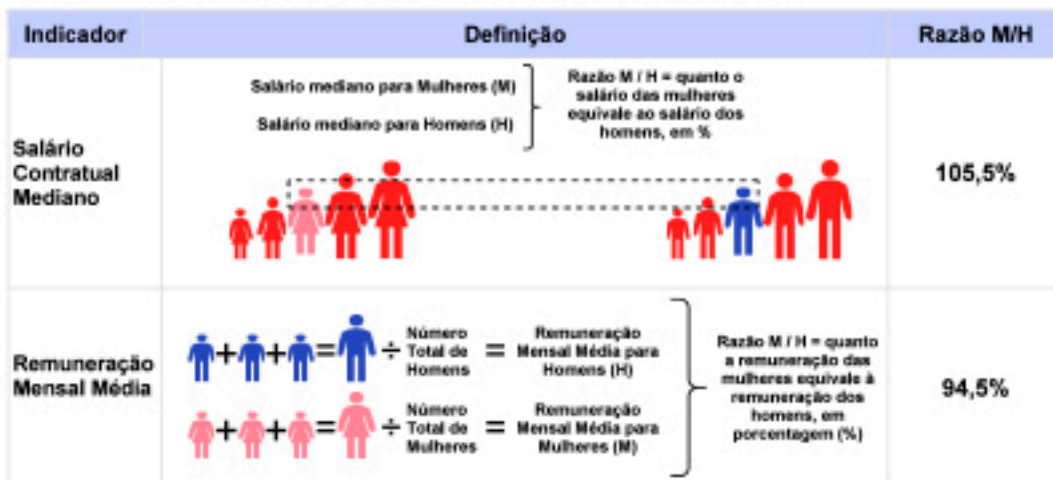 Indicador
Definição
Razão M/H
Salário
Contratual
Mediano
Salário mediano para Mulheres (M)
Salário mediano para Homens (H)
Razão M / H = quanto o
salário das mulheres
equivale ao salário dos
homens, em %
105,5%
Remuneração
Mensal Média
+ + = ÷
Número
Total de
Homens
=
Remuneração
Mensal Média para
Homens (H)
+ + = ÷
Número
Total de
Mulheres
=
Remuneração
Mensal Média para
Mulheres (M)
Razão M / H = quanto
a remuneração das
mulheres equivale à
remuneração dos
homens, em
porcentagem (%)
94,5%